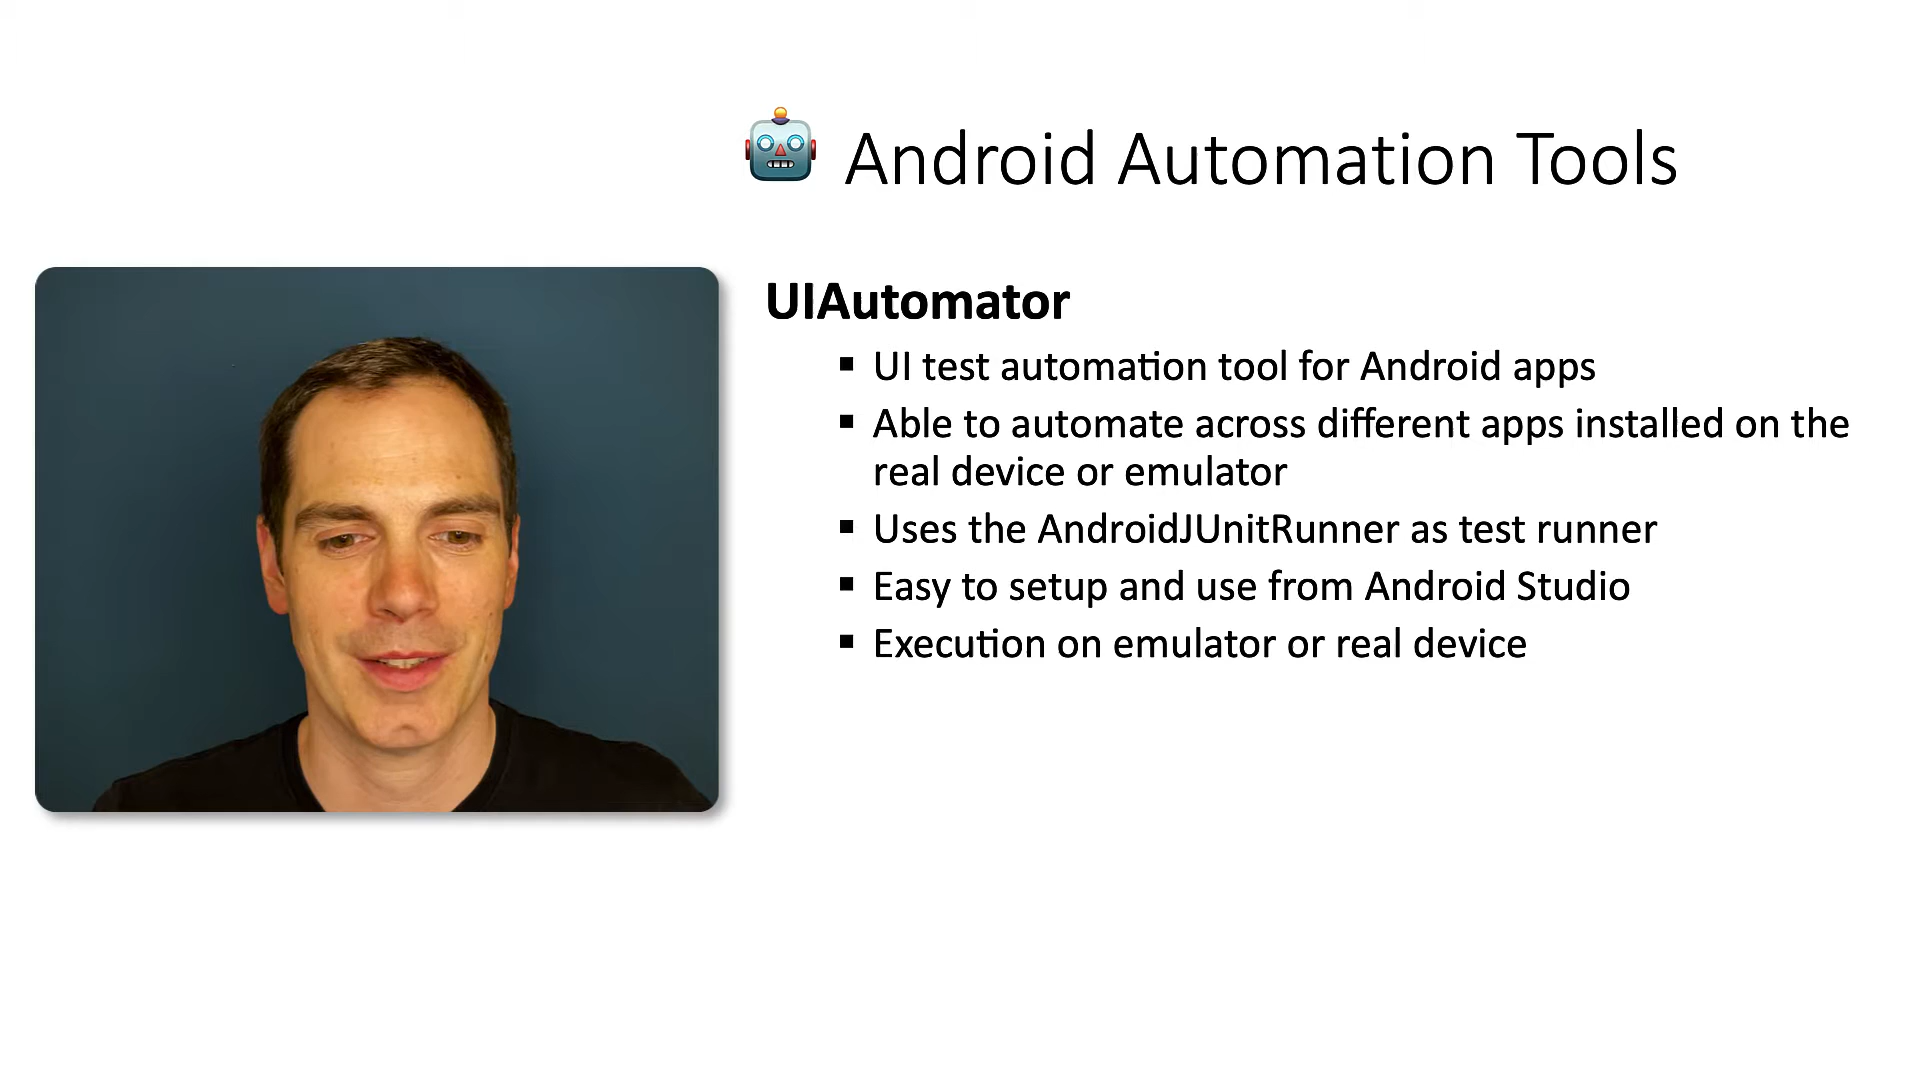 Android Automation Tools
UIAutomator
UI test automation tool for Android apps
Able to automate across different apps installed on the
real device or emulator
Uses the AndroidJUnitRunner as test runner
Easy to setup and use from Android Studio
Execution on emulator or real device